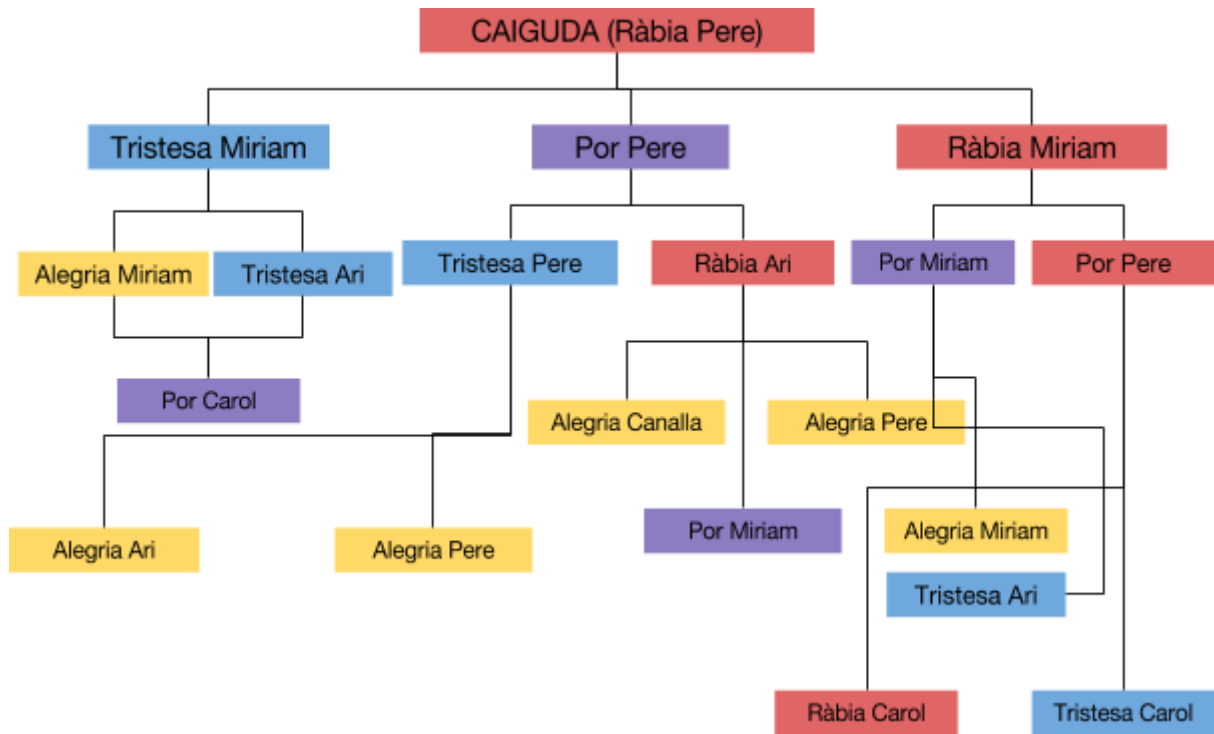 CAIGUDA (Ràbia Pere)
Tristesa Miriam
Por Pere
Ràbia Miriam
Alegria Miriam
Tristesa Ari
Tristesa Pere
Ràbia Ari
Por Miriam
Por Pere
Por Carol
Alegria Canalla
Alegria Pere
Alegria Ari
Alegria Pere
Por Miriam
Alegria Miriam
Tristesa Ari
Ràbia Carol
Tristesa Carol